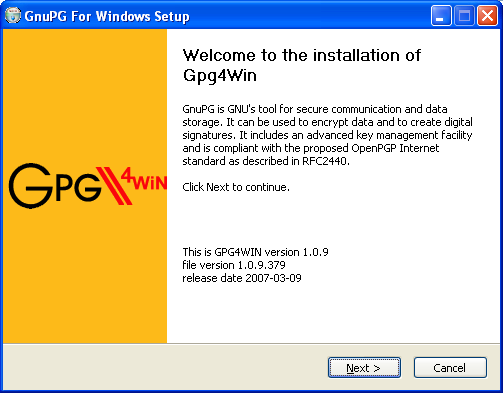 GnuPG For Windows Setup
Welcome to the installation of
Gpg4Win
GnuPG is GNU's tool for secure communication and data
storage. It can be used to encrypt data and to create digital
signatures. It includes an advanced key management facility
and is compliant with the proposed OpenPGP Internet
standard as described in RFC2440.
Click Next to continue.
GPG4WiN
This is GPG4WIN version 1.0.9
file version 1.0.9.379
release date 2007-03-09
Next >
Cancel